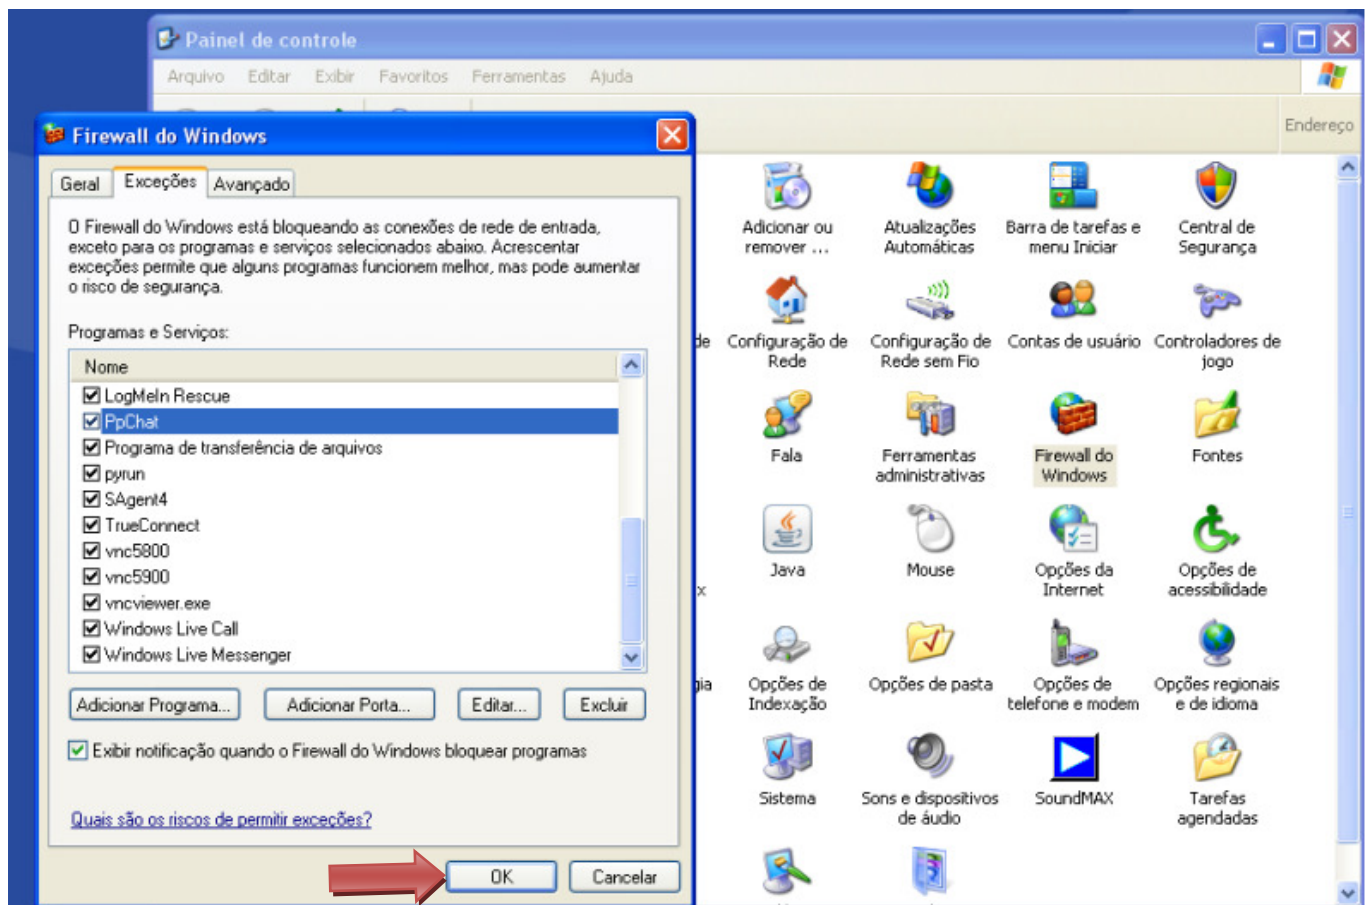 Painel de controle
Arquivo Editar Exibir Favoritos Ferramentas Ajuda
Endereço
Firewall do Windows
Geral Exceções Avançado
O Firewall do Windows está bloqueando as conexões de rede de entrada,
exceto para os programas e serviços selecionados abaixo. Acrescentar
exceções permite que alguns programas funcionem melhor, mas pode aumentar
o risco de segurança.
Programas e Serviços:
Nome
LogMeIn Rescue
PpChat
Programa de transferência de arquivos
pyrun
SAgent4
TrueConnect
vnc5800
vnc5900
vncviewer.exe
Windows Live Call
Windows Live Messenger
Adicionar Programa... Adicionar Porta... Editar... Excluir
Exibir notificação quando o Firewall do Windows bloquear programas
Quais são os riscos de permitir exceções?
OK Cancelar
Adicionar ou
remover ...
Atualizações
Automáticas
Barra de tarefas e
menu Iniciar
Central de
Segurança
de
Configuração de
Rede
Configuração de
Rede sem Fio
Contas de usuário
Controladores de
jogo
Fala
Ferramentas
administrativas
Firewall do
Windows
Fontes
x
Java
Mouse
Opções da
Internet
Opções de
acessibilidade
gia
Opções de
Indexação
Opções de pasta
Opções de
telefone e modem
Opções regionais
e de idioma
Sistema
Sons e dispositivos
de áudio
SoundMAX
Tarefas
agendadas